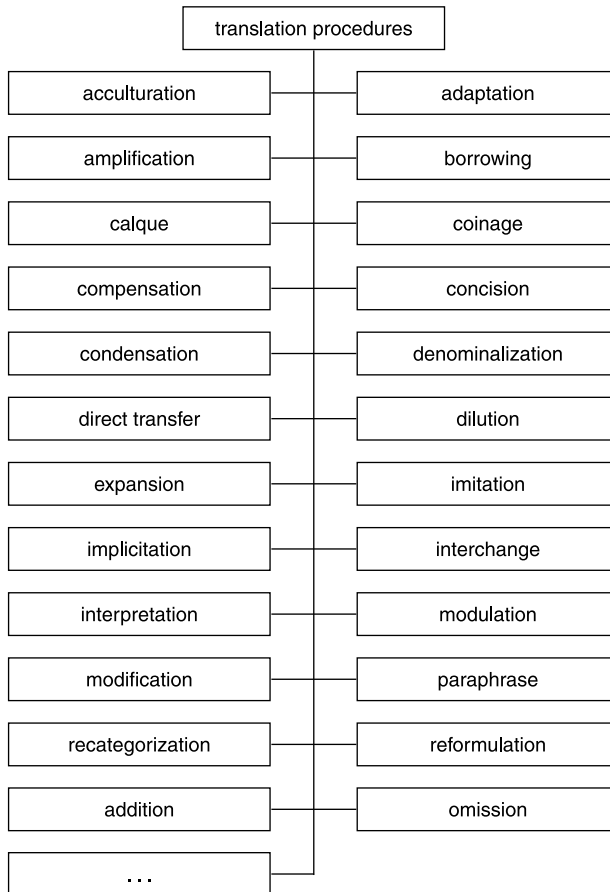 translation procedures
acculturation
adaptation
amplification
borrowing
calque
coinage
compensation
concision
condensation
denominalization
direct transfer
dilution
expansion
imitation
implicitation
interchange
interpretation
modulation
modification
paraphrase
recategorization
reformulation
addition
omission
...